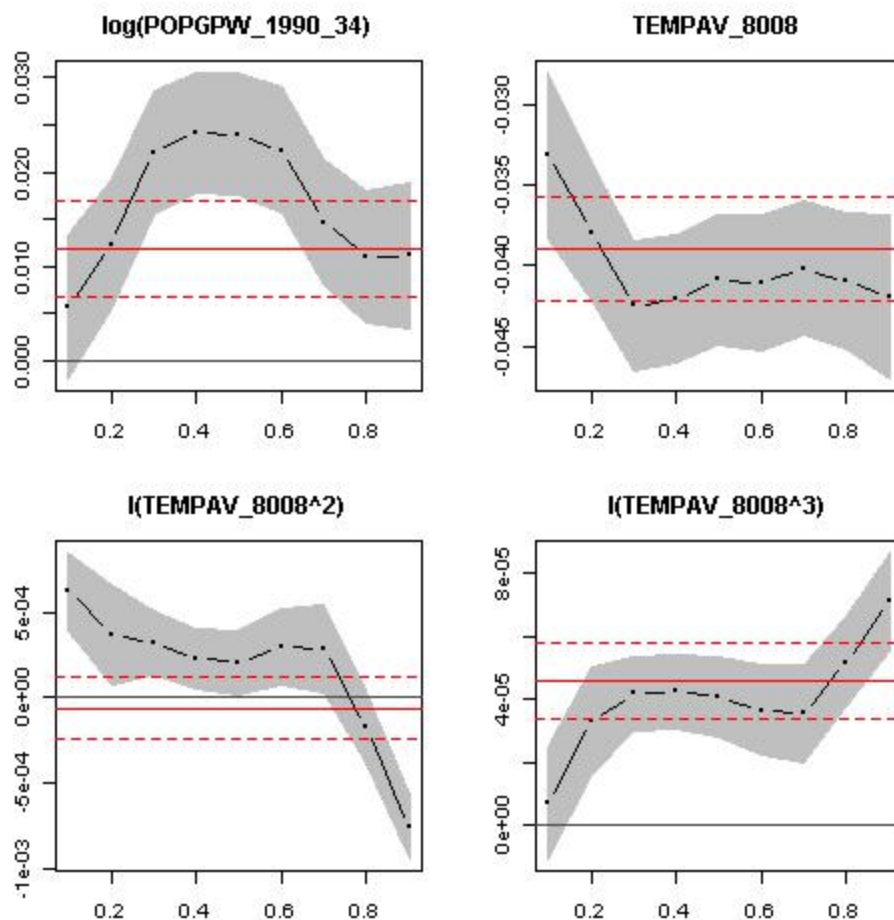 log(POPGPW_1990_34)
0.030
0.020
0.010
0.000
0.2 0.4 0.6 0.8
TEMPAV_8008
-0.030
-0.035
-0.040
-0.045
0.2 0.4 0.6 0.8
I(TEMPAV_8008^2)
5e-04
0e+00
-5e-04
-1e-03
0.2 0.4 0.6 0.8
I(TEMPAV_8008^3)
8e-05
4e-05
0e+00
0.2 0.4 0.6 0.8